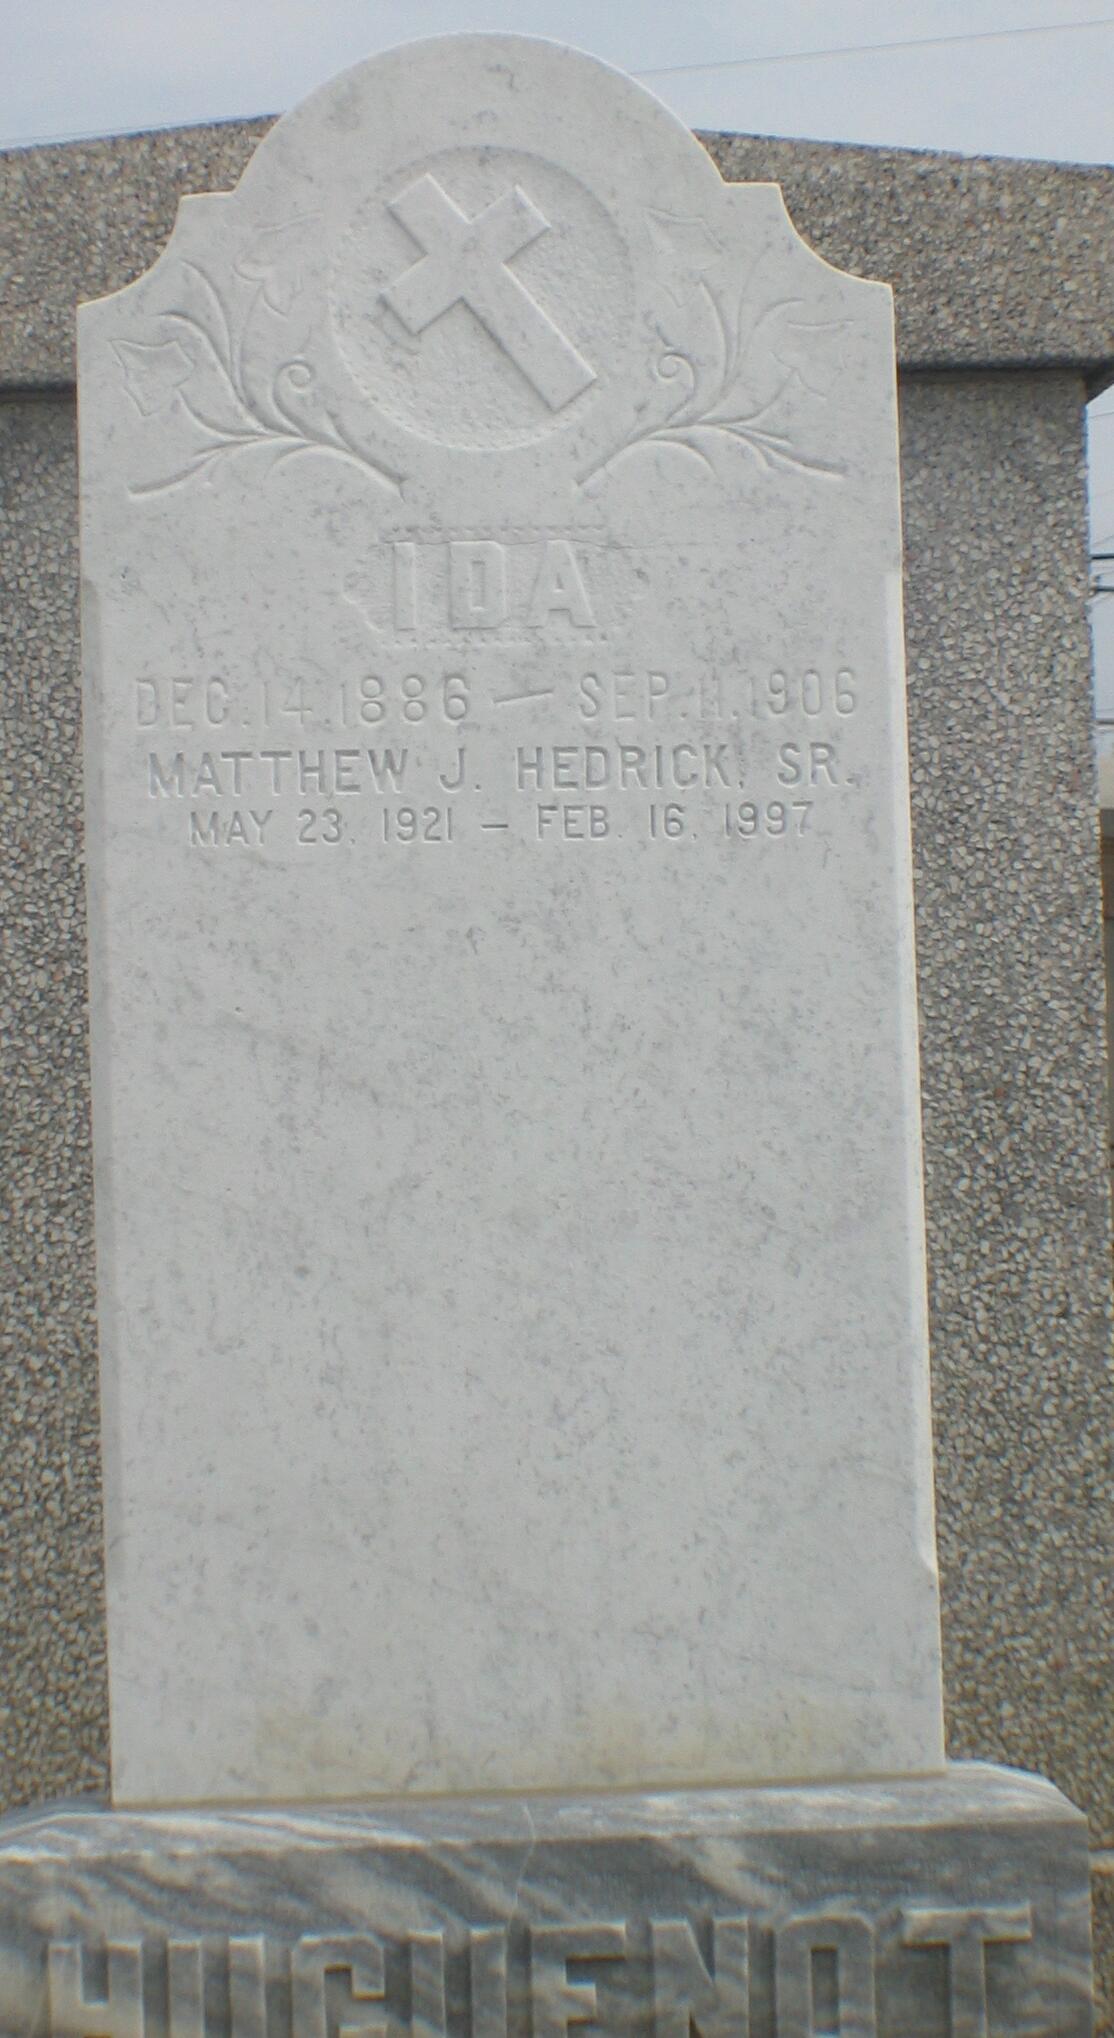 IDA
DEC. 14. 1886 — SEP. 11. 1906
MATTHEW J. HEDRICK, SR.
MAY 23, 1921 – FEB. 16, 1997
HUGUENOT